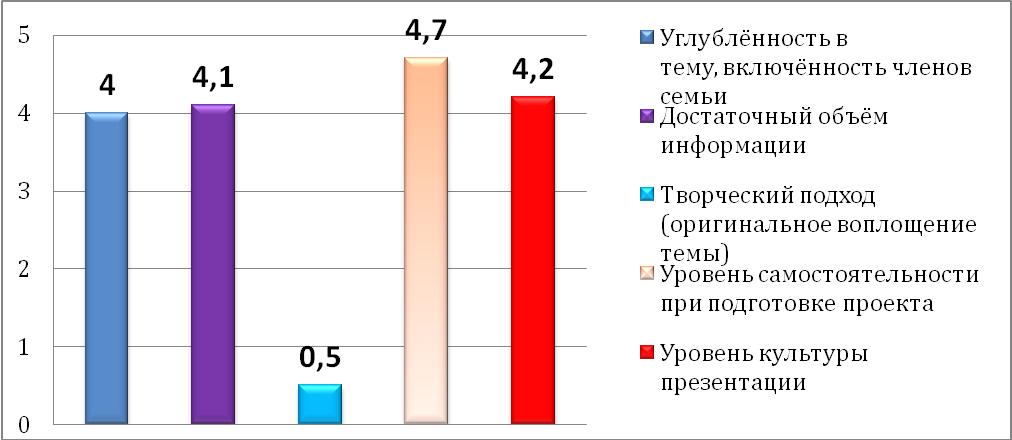 5
4
3
2
1
0
4
4,1
0,5
4,7
4,2
Углублённость в
тему, включённость членов
семьи
Достаточный объём
информации
Творческий подход
(оригинальное воплощение
темы)
Уровень самостоятельности
при подготовке проекта
Уровень культуры
презентации